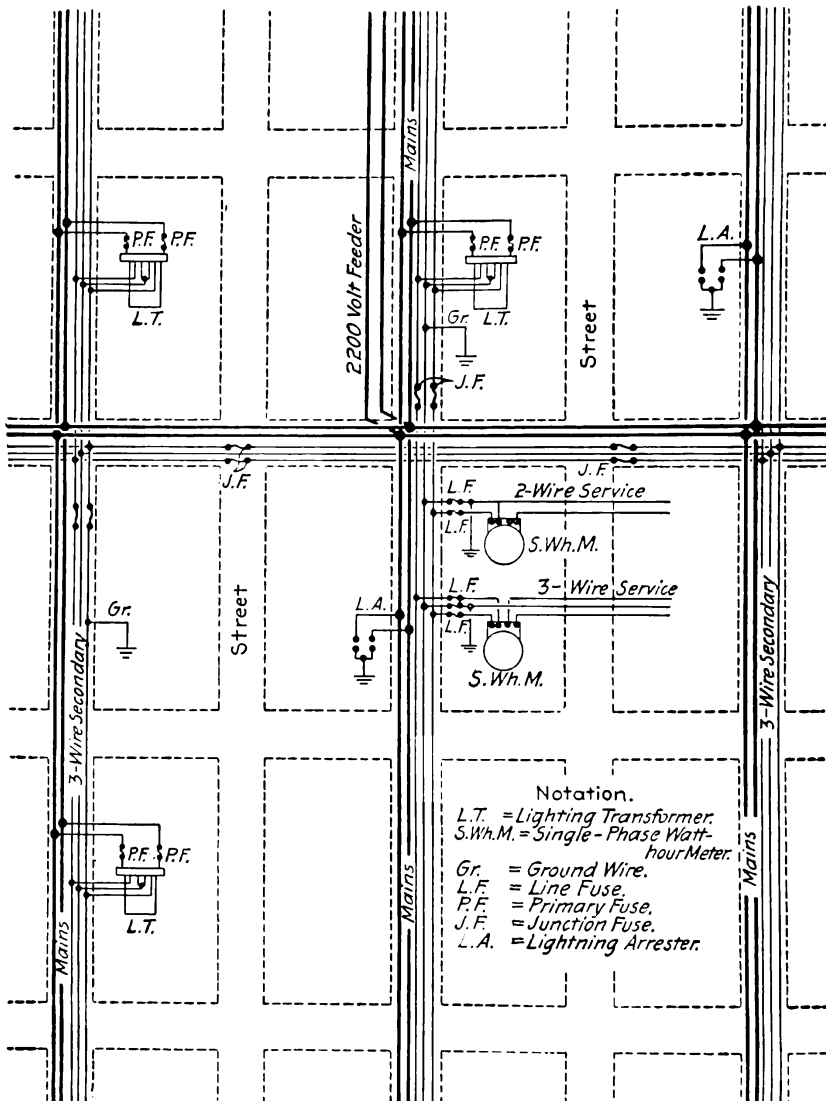 Mains
P.F. P.F.
L.T.
2200 Volt Feeder
P.F. P.F.
L.T.
Gr.
J.F.
Street
L.A.
J.F.
J.F.
L.F.
2-Wire Service
L.F.
S.Wh.M.
Gr.
Street
L.A.
L.F.
3- Wire Service
L.F.
S.Wh.M.
3-Wire Secondary
3-Wire Secondary
P.F. P.F.
L.T.
Mains
Mains
Mains
Notation.
L.T. = Lighting Transformer.
S.Wh.M. = Single-Phase Watt-
hour Meter.
Gr. = Ground Wire.
L.F. = Line Fuse.
P.F. = Primary Fuse.
J.F. = Junction Fuse.
L.A. = Lightning Arrester.